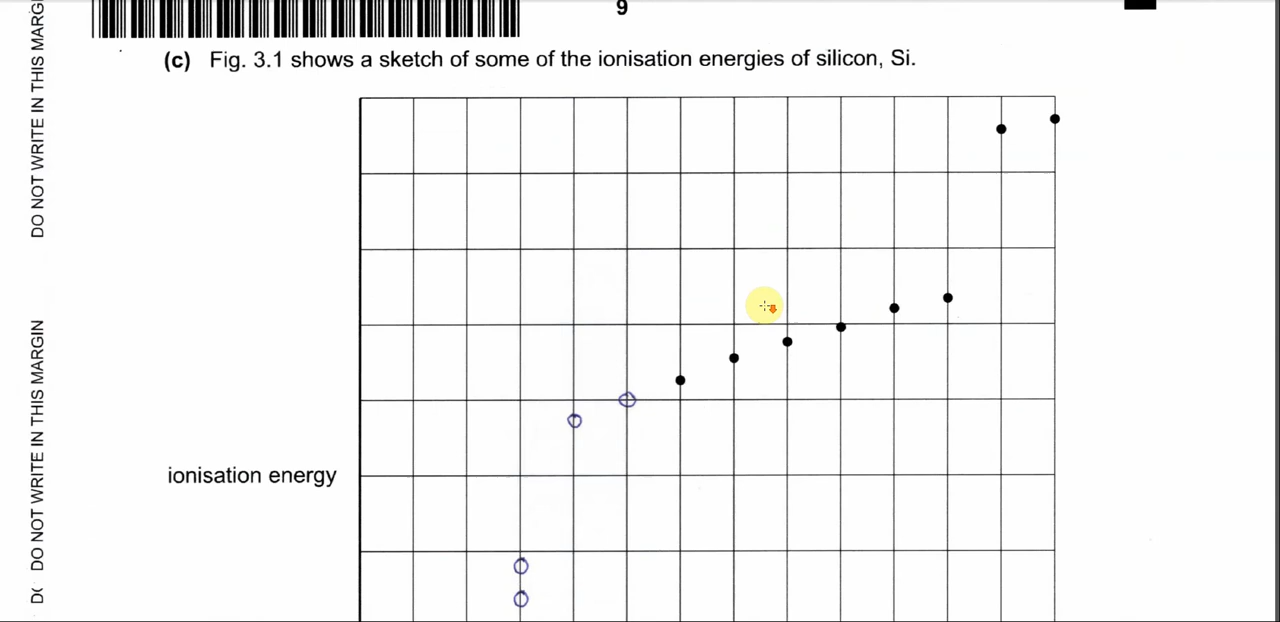 9
DO NOT WRITE IN THIS MARG
(c) Fig. 3.1 shows a sketch of some of the ionisation energies of silicon, Si.
DO NOT WRITE IN THIS MARGIN
ionisation energy